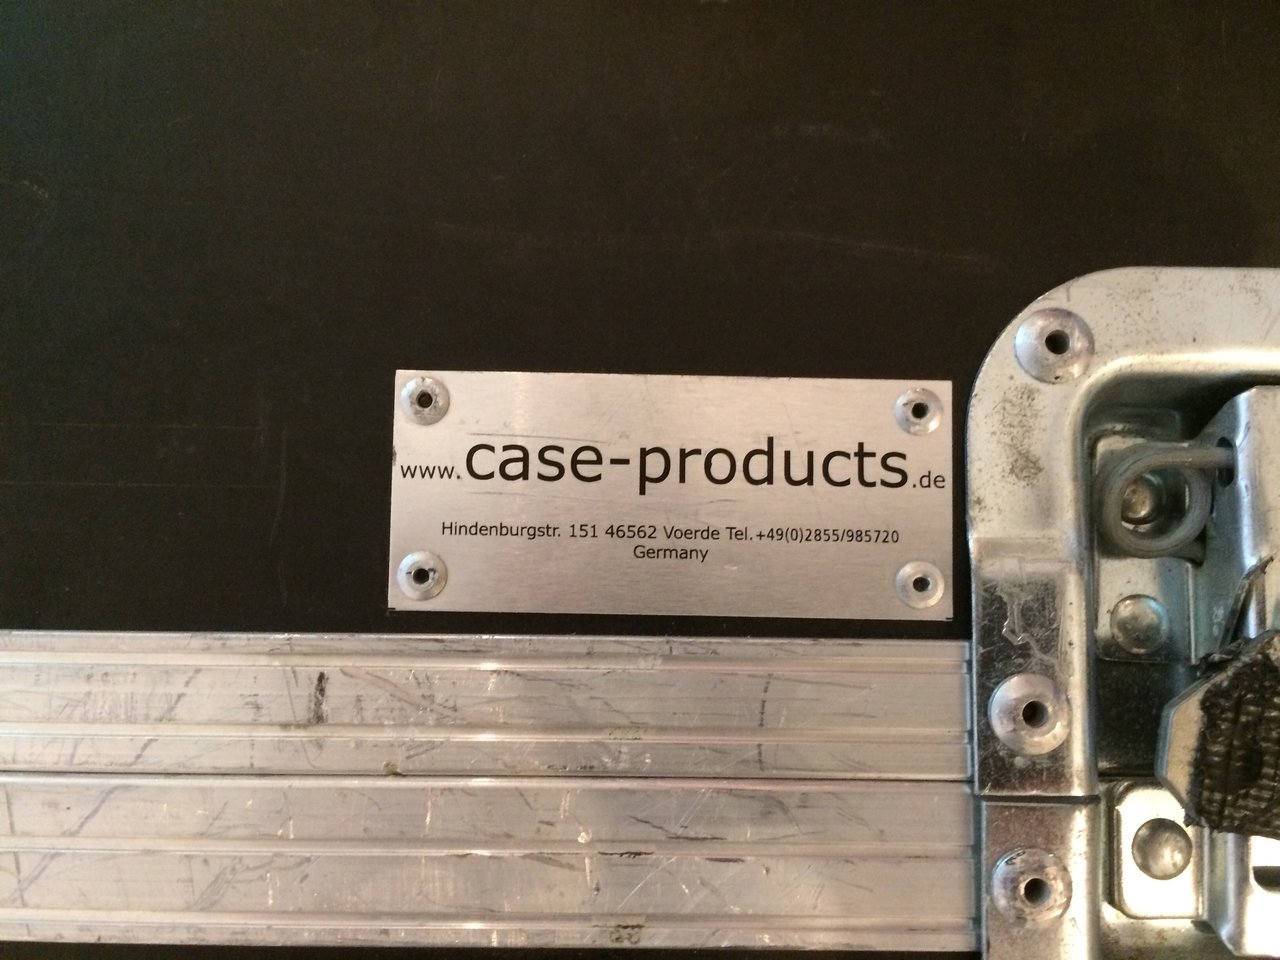 www.case-products.de
Hindenburgstr. 151 46562 Voerde Tel.+49(0)2855/985720
Germany